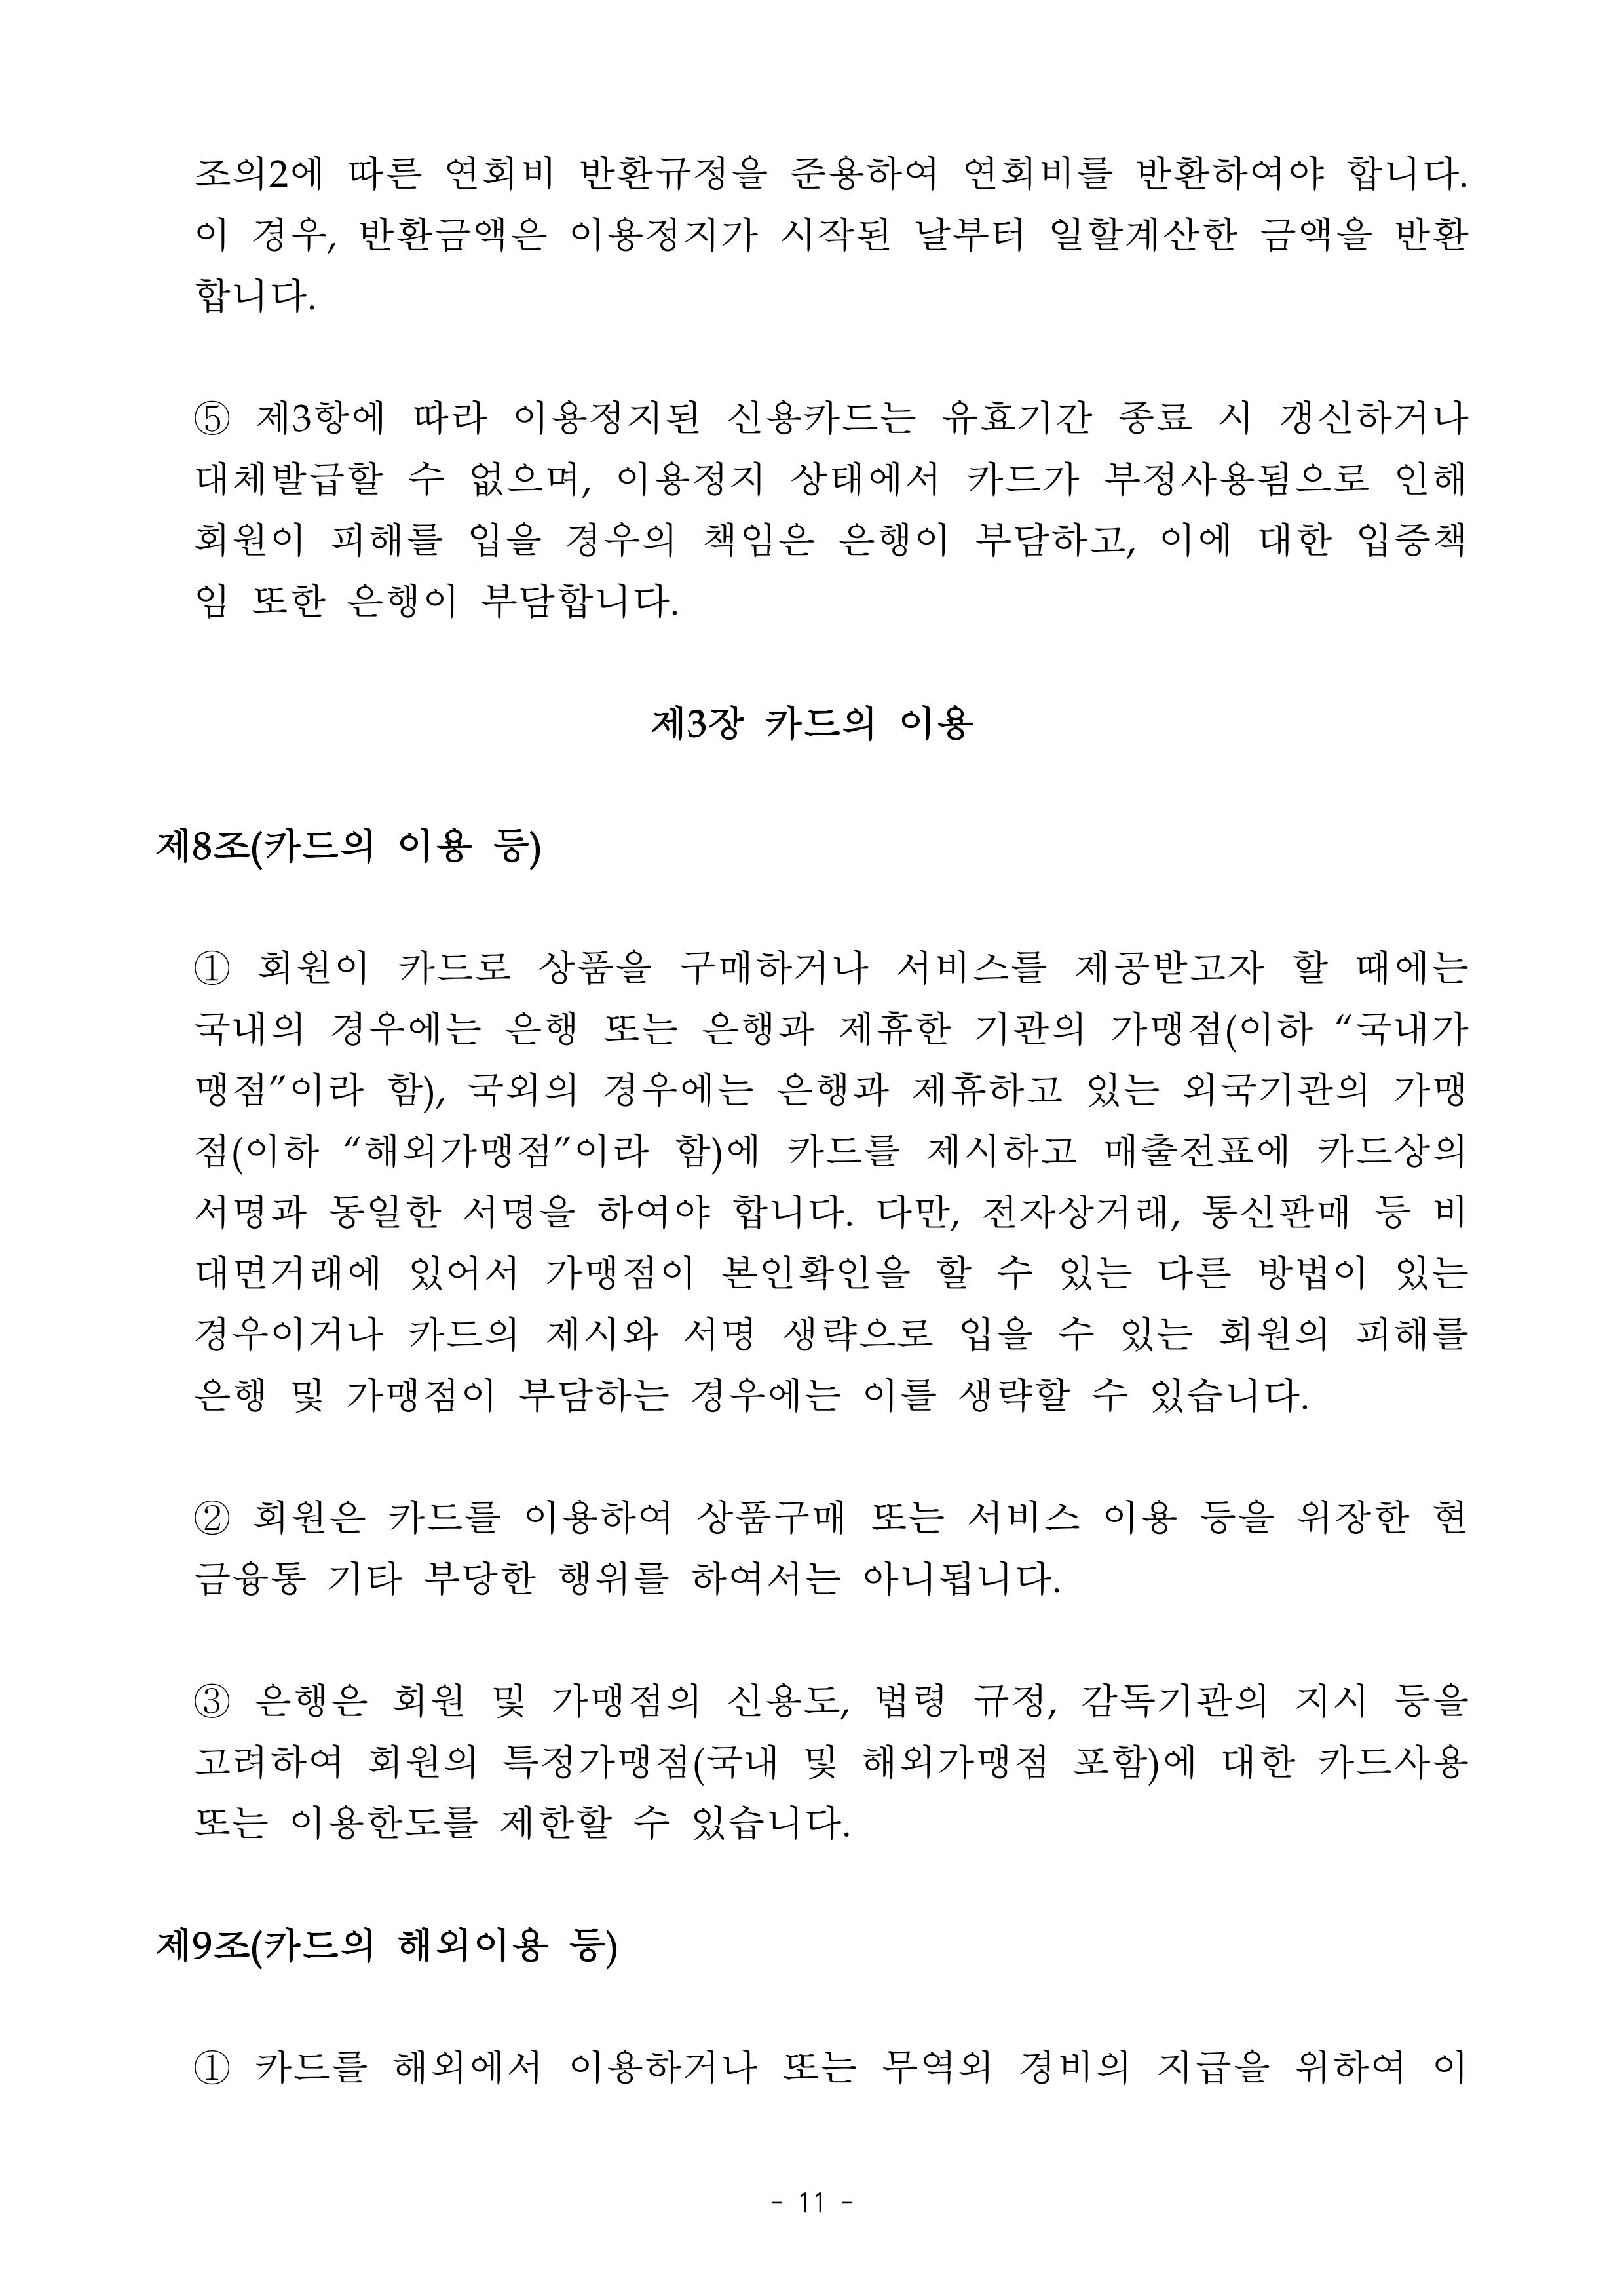 조의2에 따른 연회비 반환규정을 준용하여 연회비를 반환하여야 합니다.
이 경우, 반환금액은 이용정지가 시작된 날부터 일할계산한 금액을 반환
합니다.
⑤ 제3항에 따라 이용정지된 신용카드는 유효기간 종료 시 갱신하거나
대체발급할 수 없으며, 이용정지 상태에서 카드가 부정사용됨으로 인해
회원이 피해를 입을 경우의 책임은 은행이 부담하고, 이에 대한 입증책
임 또한 은행이 부담합니다.
제3장 카드의 이용
제8조(카드의 이용 등)
① 회원이 카드로 상품을 구매하거나 서비스를 제공받고자 할 때에는
국내의 경우에는 은행 또는 은행과 제휴한 기관의 가맹점(이하 “국내가
맹점”이라 함), 국외의 경우에는 은행과 제휴하고 있는 외국기관의 가맹
점(이하 “해외가맹점”이라 함)에 카드를 제시하고 매출전표에 카드상의
서명과 동일한 서명을 하여야 합니다. 다만, 전자상거래, 통신판매 등 비
대면거래에 있어서 가맹점이 본인확인을 할 수 있는 다른 방법이 있는
경우이거나 카드의 제시와 서명 생략으로 입을 수 있는 회원의 피해를
은행 및 가맹점이 부담하는 경우에는 이를 생략할 수 있습니다.
② 회원은 카드를 이용하여 상품구매 또는 서비스 이용 등을 위장한 현
금융통 기타 부당한 행위를 하여서는 아니됩니다.
③ 은행은 회원 및 가맹점의 신용도, 법령 규정, 감독기관의 지시 등을
고려하여 회원의 특정가맹점(국내 및 해외가맹점 포함)에 대한 카드사용
또는 이용한도를 제한할 수 있습니다.
제9조(카드의 해외이용 등)
① 카드를 해외에서 이용하거나 또는 무역외 경비의 지급을 위하여 이
- 11 -